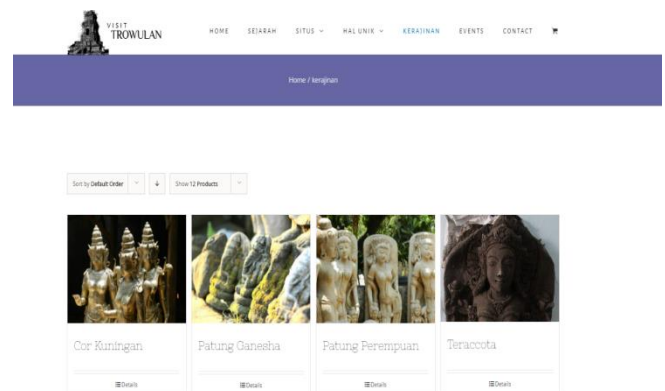 VISIT
TROWULAN
HOME SEJARAH SITUS HAL UNIK KERAJINAN EVENTS CONTACT
Home / kerajinan
Sort by Default Order Show 12 Products
Cor Kuningan Patung Ganesha Patung Perempuan Teraccota
Details Details Details Details